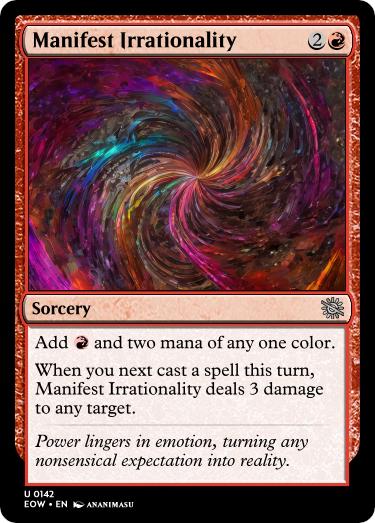 Manifest Irrationality 2
Sorcery
Add and two mana of any one color.
When you next cast a spell this turn,
Manifest Irrationality deals 3 damage
to any target.
Power lingers in emotion, turning any
nonsensical expectation into reality.
U 0142
EOW • EN ANANIMASU